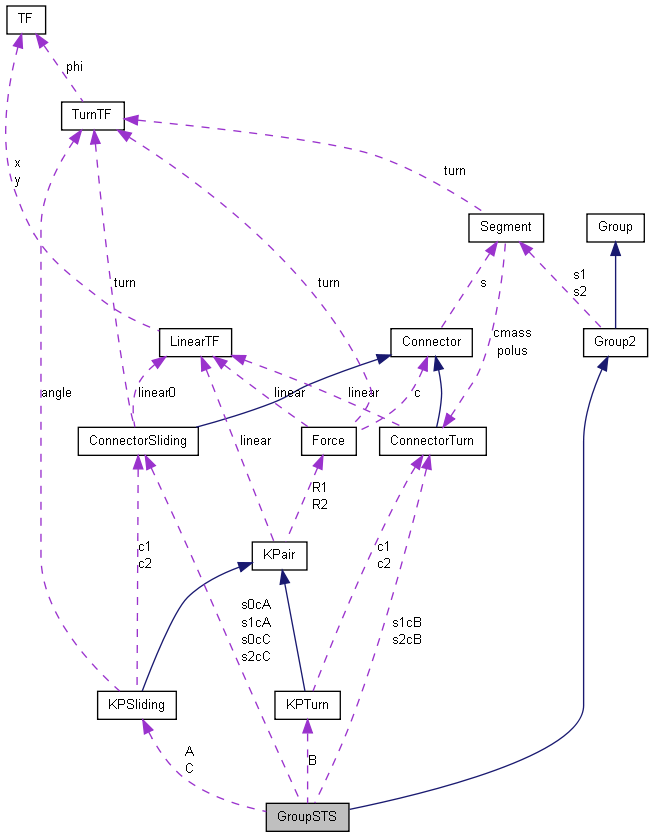 TF
phi
TurnTF
x
y
turn
Segment
Group
s1
s2
turn
turn
s
cmass
polus
LinearTF
Connector
Group2
angle
linear0
linear
linear
c
ConnectorSliding
linear
Force
ConnectorTurn
R1
R2
c1
c2
KPair
c1
c2
s0cA
s1cA
s0cC
s2cC
s1cB
s2cB
KPSliding
KPTurn
A
C
B
GroupSTS